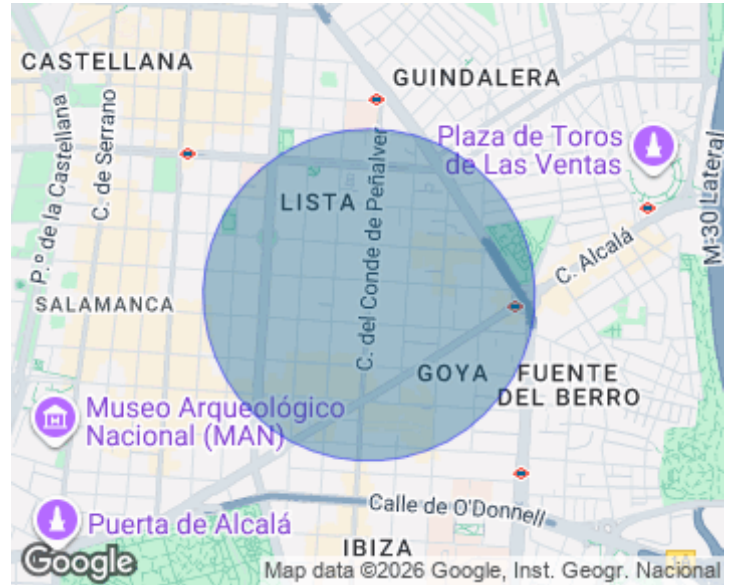 CASTELLANA
GUINDALERA
C. de Serrano
P.º de la Castellana
Plaza de Toros
de Las Ventas
M-30 Lateral
LISTA
C. del Conde de Peñalver
C. Alcalá
SALAMANCA
GOYA
FUENTE
DEL BERRO
Museo Arqueológico
Nacional (MAN)
Calle de O'Donnell
Puerta de Alcalá
IBIZA
Google
Map data ©2026 Google, Inst. Geogr. Nacional